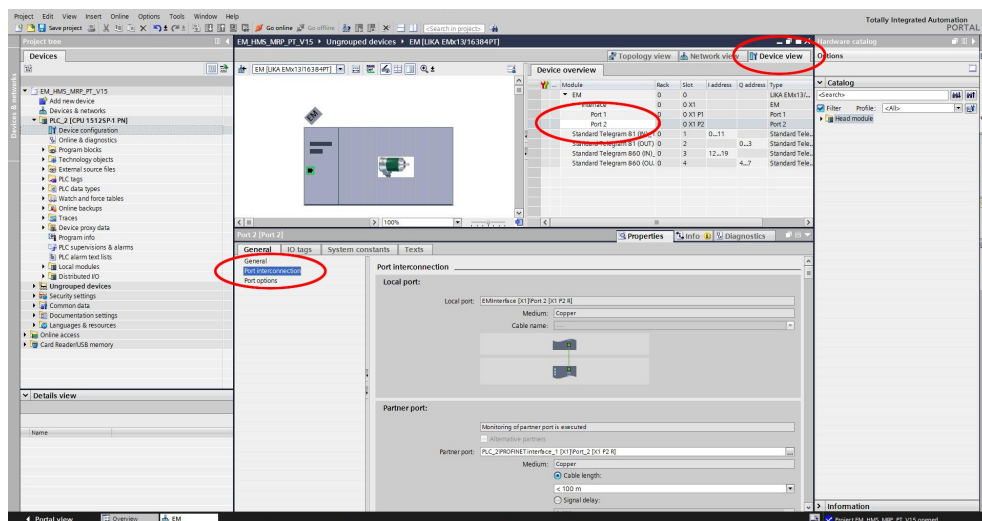 Project Edit View Insert Online Options Tools Window Help
Totally Integrated Automation
PORTAL
Save project
Go online
Go offline
<Search in project>
Project tree
EM_HMS_MRP_PT_V15 ▸ Ungrouped devices ▸ EM [LIKA EMx13/16384PT]
Hardware catalog
Devices
Topology view
Network view
Device view
Options
EM [LIKA EMx13/16384PT]
Device overview
Module Rack Slot I address Q address Type
EM 0 0 LIKA EMx13/...
Interface 0 0 X1 EM
Port 1 0 0 X1 P1 Port 1
Port 2 0 0 X1 P2 Port 2
Standard Telegram 81 (IN)_1 0 1 0...11 Standard Tele..
Standard Telegram 81 (OUT) 0 2 0...3 Standard Tele..
Standard Telegram 860 (IN)_ 0 3 12...19 Standard Tele..
Standard Telegram 860 (OU. 0 4 4...7 Standard Tele..
EM
100%
Catalog
<Search>
Filter Profile: <All>
Head module
Devices & networks
EM_HMS_MRP_PT_V15
Add new device
Devices & networks
PLC_2 [CPU 1512SP-1 PN]
Device configuration
Online & diagnostics
Program blocks
Technology objects
External source files
PLC tags
PLC data types
Watch and force tables
Online backups
Traces
Device proxy data
Program info
PLC supervisions & alarms
PLC alarm text lists
Local modules
Distributed I/O
Ungrouped devices
Security settings
Common data
Documentation settings
Languages & resources
Online access
Card Reader/USB memory
Details view
Name
Port 2 [Port 2]
Properties
Info
Diagnostics
General IO tags System constants Texts
General
Port interconnection
Port options
Port interconnection
Local port:
Local port: EM\Interface [X1]\Port 2 [X1 P2 R]
Medium: Copper
Cable name: ---
Partner port:
Monitoring of partner port is executed
Alternative partners
Partner port: PLC_2\PROFINET interface_1 [X1]\Port_2 [X1 P2 R]
Medium: Copper
Cable length:
< 100 m
Signal delay:
Information
Portal view
Overview
EM
Project EM_HMS_MRP_PT_V15 opened.